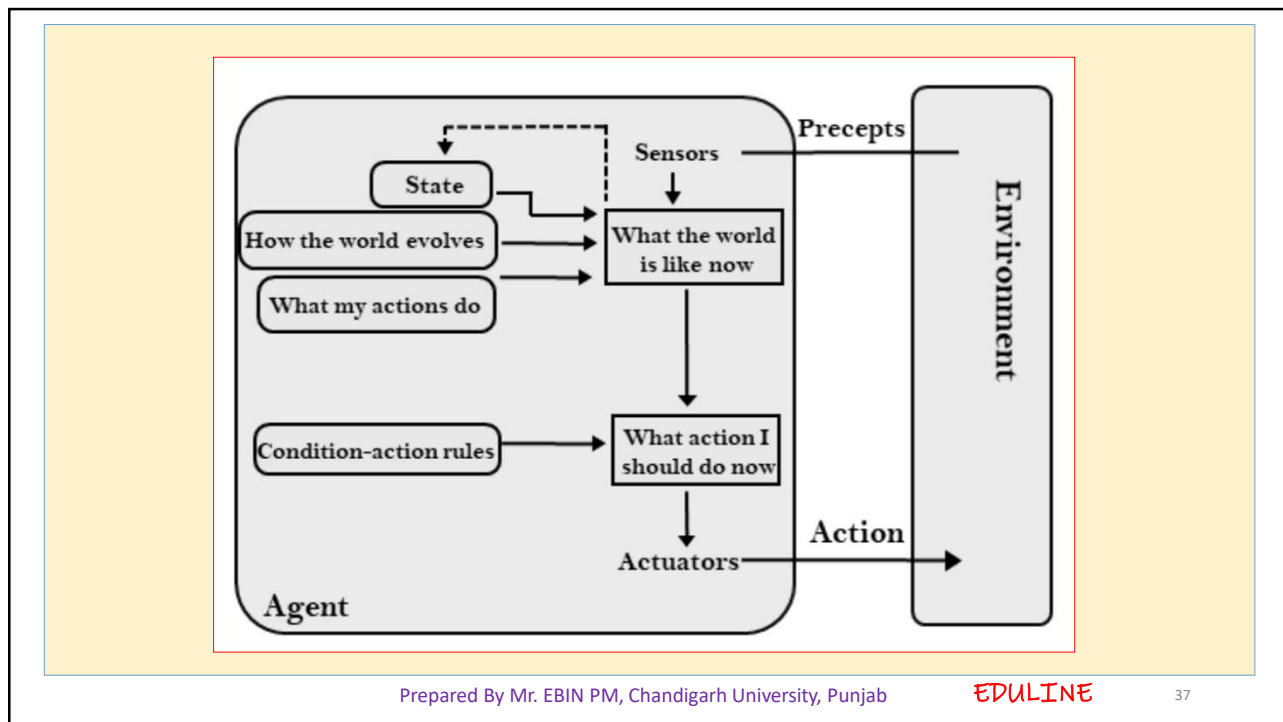 Precepts
Sensors
State
How the world evolves
What my actions do
What the world
is like now
Environment
Condition-action rules
What action I
should do now
Actuators
Action
Agent
Prepared By Mr. EBIN PM, Chandigarh University, Punjab
EDULINE
37